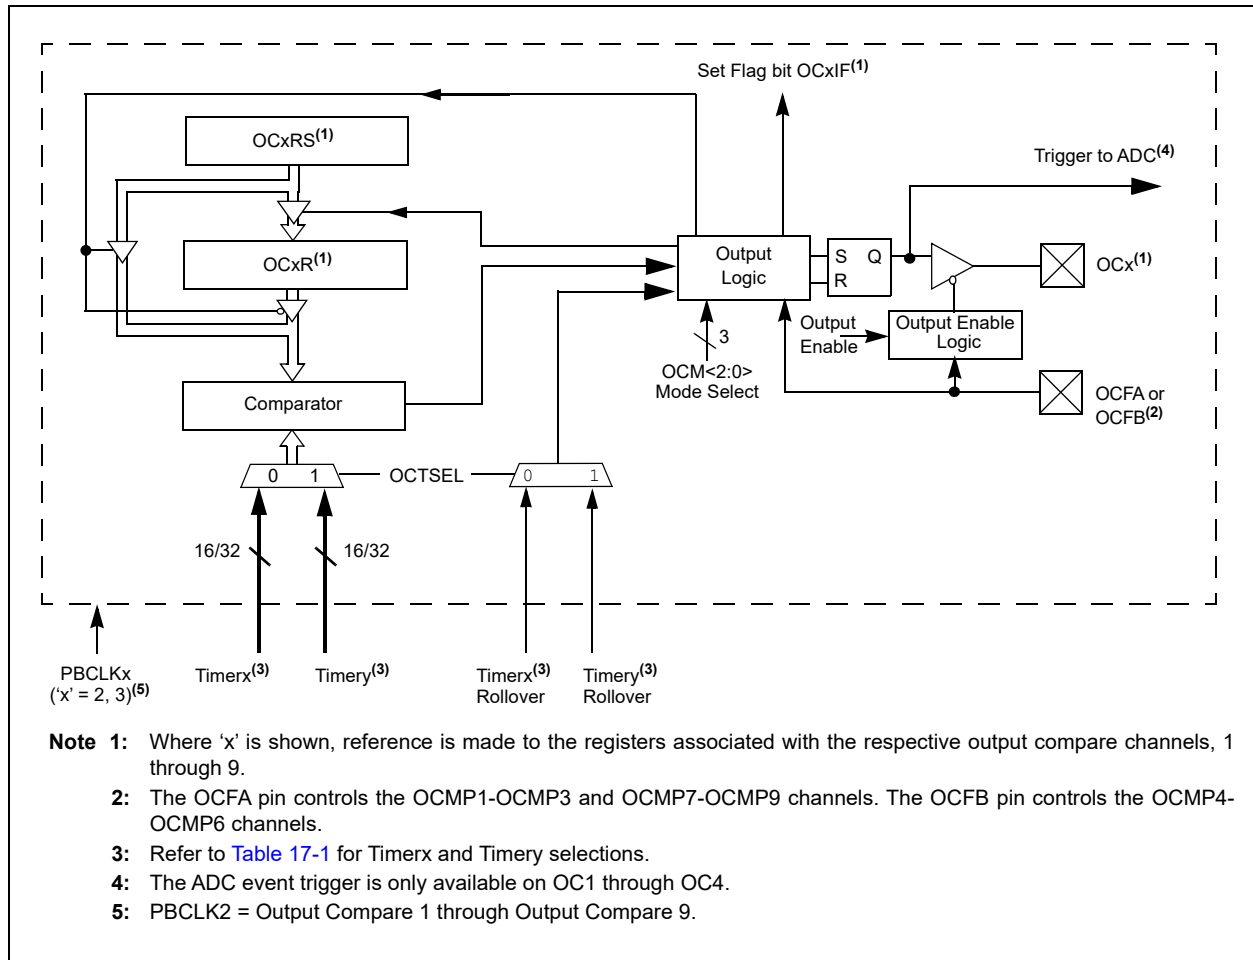 Set Flag bit OCxIF(1)
OCxRS(1)
Trigger to ADC(4)
OCxR(1)
Output
Logic
S Q
R
OCx(1)
Output
Enable
Output Enable
Logic
3
OCM<2:0>
Mode Select
Comparator
OCFA or
OCFB(2)
0 1
OCTSEL
0 1
16/32
16/32
PBCLKx
(‘x’ = 2, 3)(5)
Timerx(3)
Timery(3)
Timerx(3)
Rollover
Timery(3)
Rollover
Note 1: Where ‘x’ is shown, reference is made to the registers associated with the respective output compare channels, 1
through 9.
2: The OCFA pin controls the OCMP1-OCMP3 and OCMP7-OCMP9 channels. The OCFB pin controls the OCMP4-
OCMP6 channels.
3: Refer to Table 17-1 for Timerx and Timery selections.
4: The ADC event trigger is only available on OC1 through OC4.
5: PBCLK2 = Output Compare 1 through Output Compare 9.